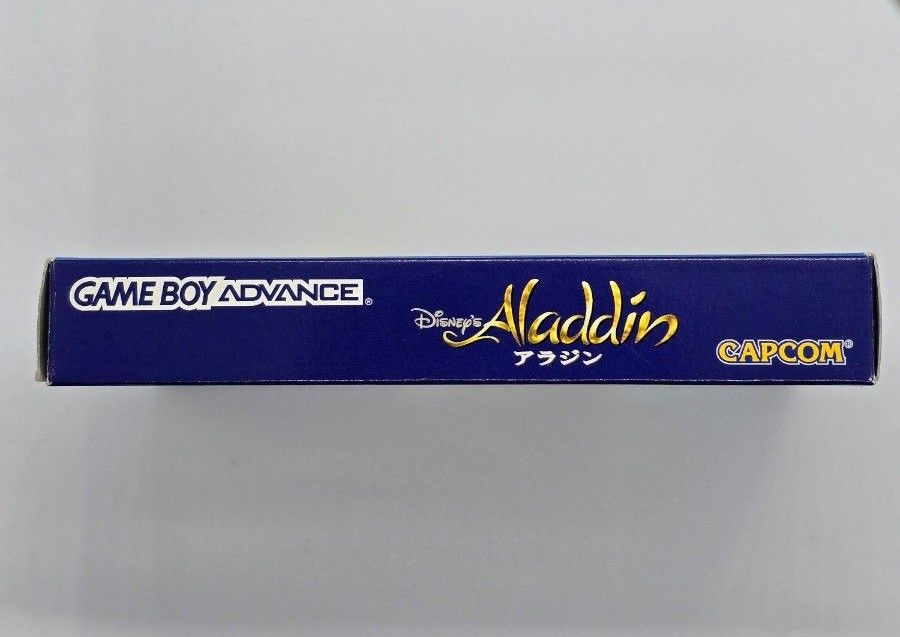 GAME BOY ADVANCE®
Disney's Aladdin
アラジン
CAPCOM®